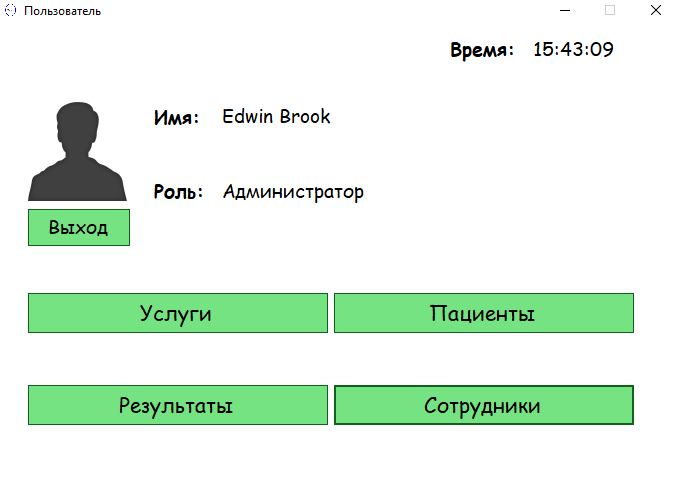 Пользователь
Время: 15:43:09
Имя: Edwin Brook
Роль: Администратор
Выход
Услуги Пациенты
Результаты Сотрудники